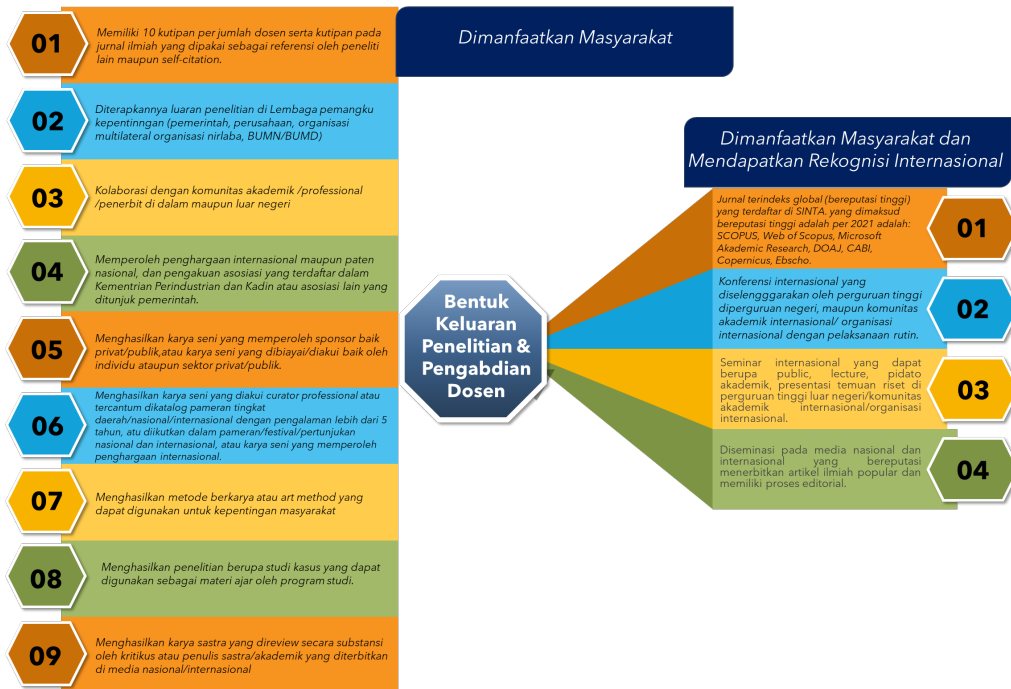 Dimanfaatkan Masyarakat
01
Memiliki 10 kutipan per jumlah dosen serta kutipan pada
jurnal ilmiah yang dipakai sebagai referensi oleh peneliti
lain maupun self-citation.
02
Diterapkannya luaran penelitian di Lembaga pemangku
kepentinngan (pemerintah, perusahaan, organisasi
multilateral organisasi nirlaba, BUMN/BUMD)
03
Kolaborasi dengan komunitas akademik /professional
/penerbit di dalam maupun luar negeri
04
Memperoleh penghargaan internasional maupun paten
nasional, dan pengakuan asosiasi yang terdaftar dalam
Kementrian Perindustrian dan Kadin atau asosiasi lain yang
ditunjuk pemerintah.
05
Menghasilkan karya seni yang memperoleh sponsor baik
privat/publik,atau karya seni yang dibiayai/diakui baik oleh
individu ataupun sektor privat/publik.
06
Menghasilkan karya seni yang diakui curator professional atau
tercantum dikatalog pameran tingkat
daerah/nasional/internasional dengan pengalaman lebih dari 5
tahun, atu diikutkan dalam pameran/festival/pertunjukan
nasional dan internasional, atau karya seni yang memperoleh
penghargaan internasional.
07
Menghasilkan metode berkarya atau art method yang
dapat digunakan untuk kepentingan masyarakat
08
Menghasilkan penelitian berupa studi kasus yang dapat
digunakan sebagai materi ajar oleh program studi.
09
Menghasilkan karya sastra yang direview secara substansi
oleh kritikus atau penulis sastra/akademik yang diterbitkan
di media nasional/internasional
Bentuk
Keluaran
Penelitian &
Pengabdian
Dosen
Dimanfaatkan Masyarakat dan
Mendapatkan Rekognisi Internasional
Jurnal terindeks global (bereputasi tinggi)
yang terdaftar di SINTA. yang dimaksud
bereputasi tinggi adalah per 2021 adalah:
SCOPUS, Web of Scopus, Microsoft
Akademic Research, DOAJ, CABI,
Copernicus, Ebscho.
01
Konferensi internasional yang
diselengggarakan oleh perguruan tinggi
diperguruan negeri, maupun komunitas
akademik internasional/ organisasi
internasional dengan pelaksanaan rutin.
02
Seminar internasional yang dapat
berupa public, lecture, pidato
akademik, presentasi temuan riset di
perguruan tinggi luar negeri/komunitas
akademik internasional/organisasi
internasional.
03
Diseminasi pada media nasional dan
internasional yang bereputasi
menerbitkan artikel ilmiah popular dan
memiliki proses editorial.
04